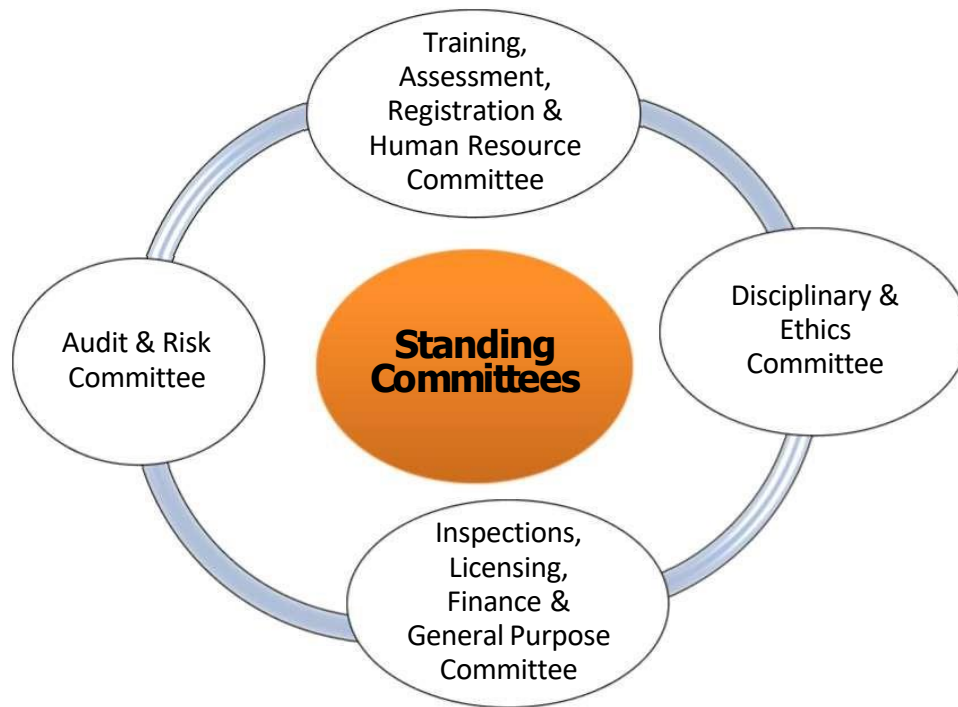 Training,
Assessment,
Registration &
Human Resource
Committee
Disciplinary &
Ethics
Committee
Audit & Risk
Committee
Standing
Committees
Inspections,
Licensing,
Finance &
General Purpose
Committee